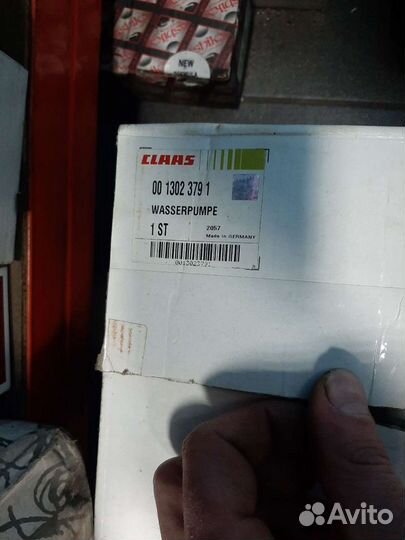 NEW
CLAAS
00 1302 379 1
WASSERPUMPE
1 ST
2057
Made in GERMANY
Avito